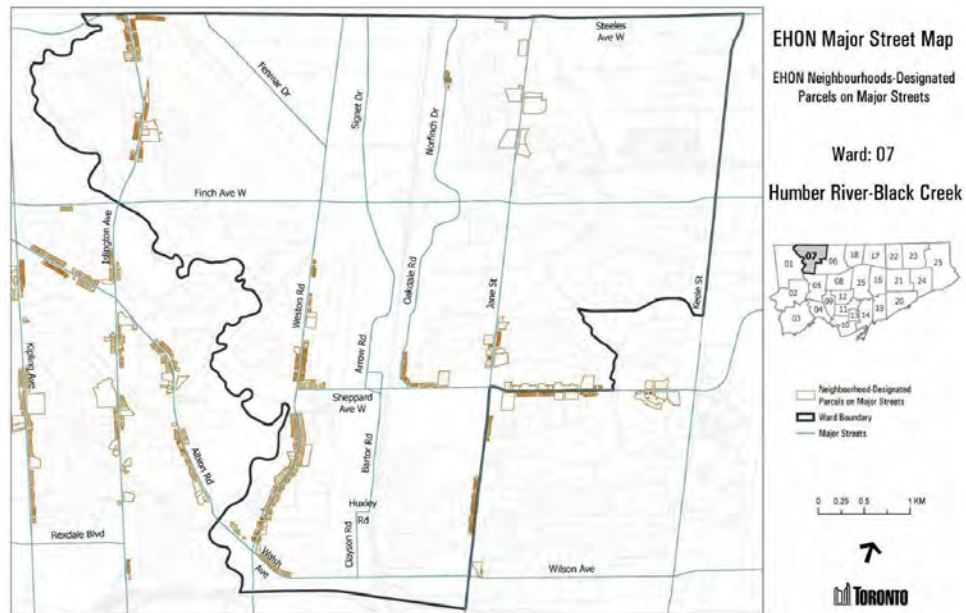 EHON Major Street Map
EHON Neighbourhoods-Designated
Parcels on Major Streets
Ward: 07
Humber River-Black Creek
Steeles
Ave W
Fenmar Dr
Signet Dr
Norfinch Dr
Finch Ave W
Islington Ave
Weston Rd
Oakdale Rd
Jane St
Keele St
Kipling Ave
Arrow Rd
Sheppard
Ave W
Albion Rd
Bartor Rd
Huxley
Rd
Clayson Rd
Rexdale Blvd
Walsh
Ave
Wilson Ave
01
07
06
18
17
22
23
25
02
05
08
15
16
21
24
03
04
09
12
11
13
14
19
20
10
Neighbourhood-Designated
Parcels on Major Streets
Ward Boundary
Major Streets
0 0.25 0.5 1 KM
TORONTO